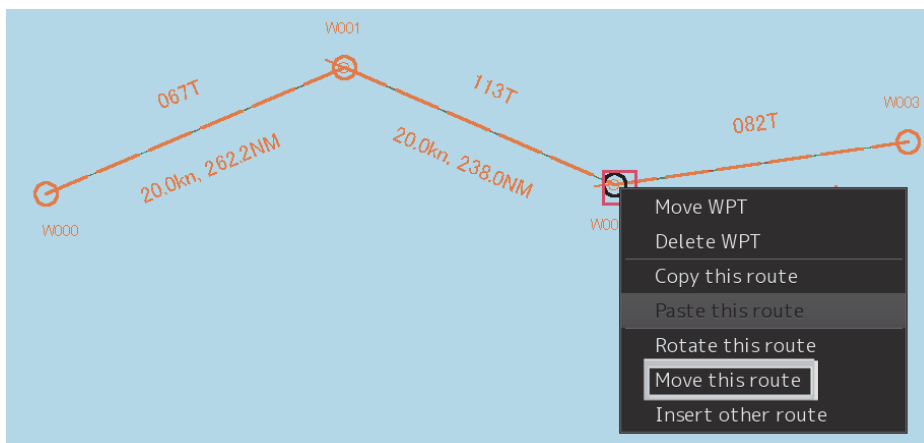 W001
067T
113T
W003
082T
20.0kn, 262.2NM
20.0kn, 238.0NM
W000
W00
Move WPT
Delete WPT
Copy this route
Paste this route
Rotate this route
Move this route
Insert other route